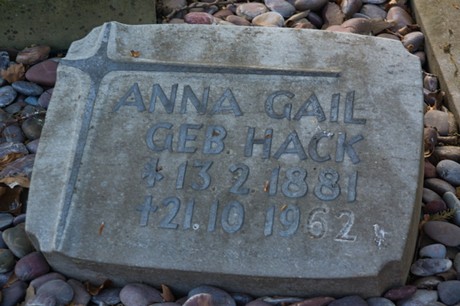 ANNA GAIL
GEB HACK
* 13.2.1881
† 21.10.1962